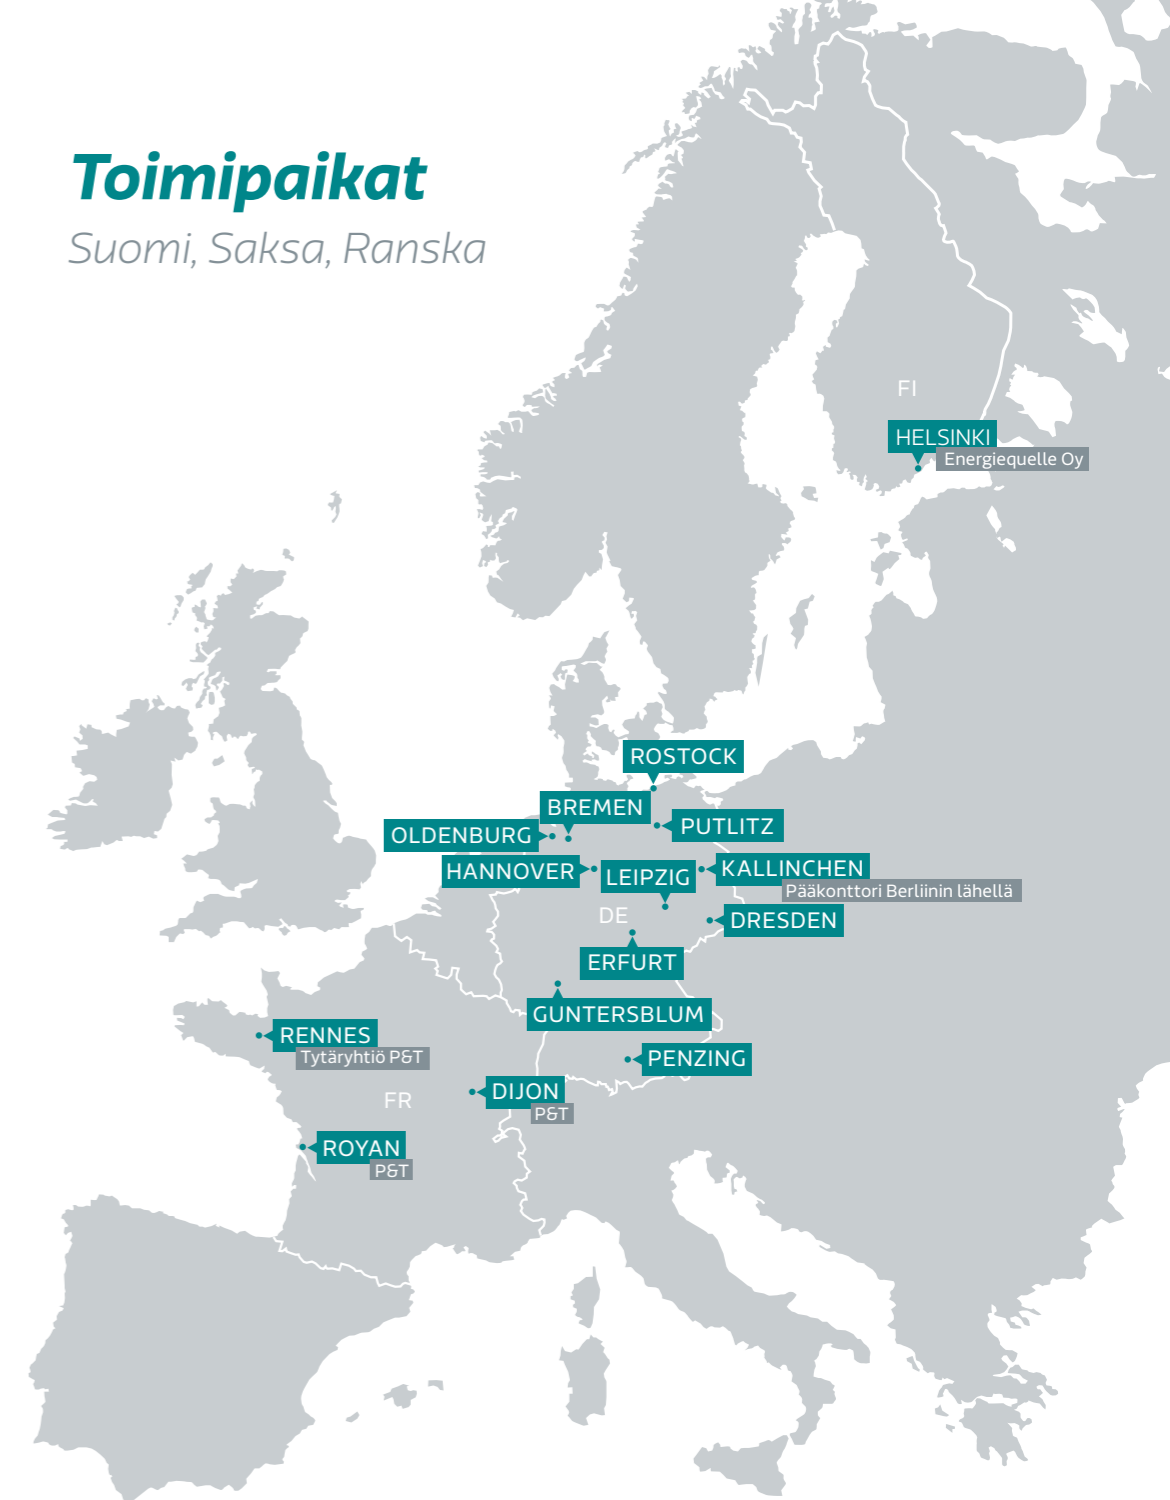 Toimipaikat
Suomi, Saksa, Ranska
FI
HELSINKI
Energiequelle Oy
ROSTOCK
BREMEN
PUTLITZ
OLDENBURG
HANNOVER
LEIPZIG
KALLINCHEN
Pääkonttori Berliinin lähellä
DE
DRESDEN
ERFURT
GUNTERSBLUM
RENNES
Tytäryhtiö P&T
PENZING
FR
DIJON
P&T
ROYAN
P&T